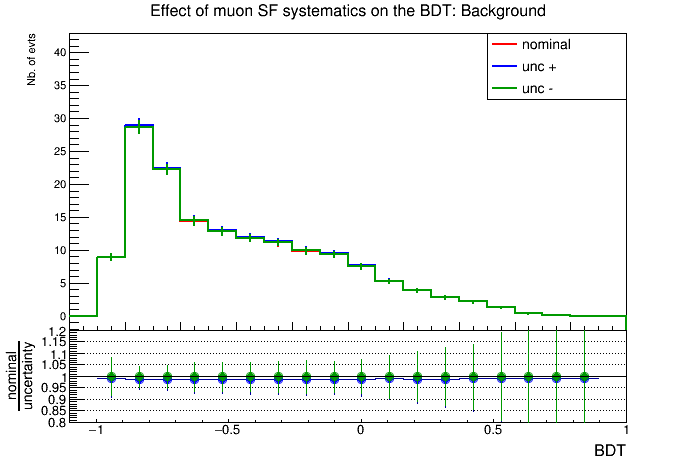 Effect of muon SF systematics on the BDT: Background
Nb. of evts
nominal
unc +
unc -
40
35
30
25
20
15
10
5
0
nominal
uncertainty
1.2
1.15
1.1
1.05
1
0.95
0.9
0.85
0.8
−1 −0.5 0 0.5 1
BDT